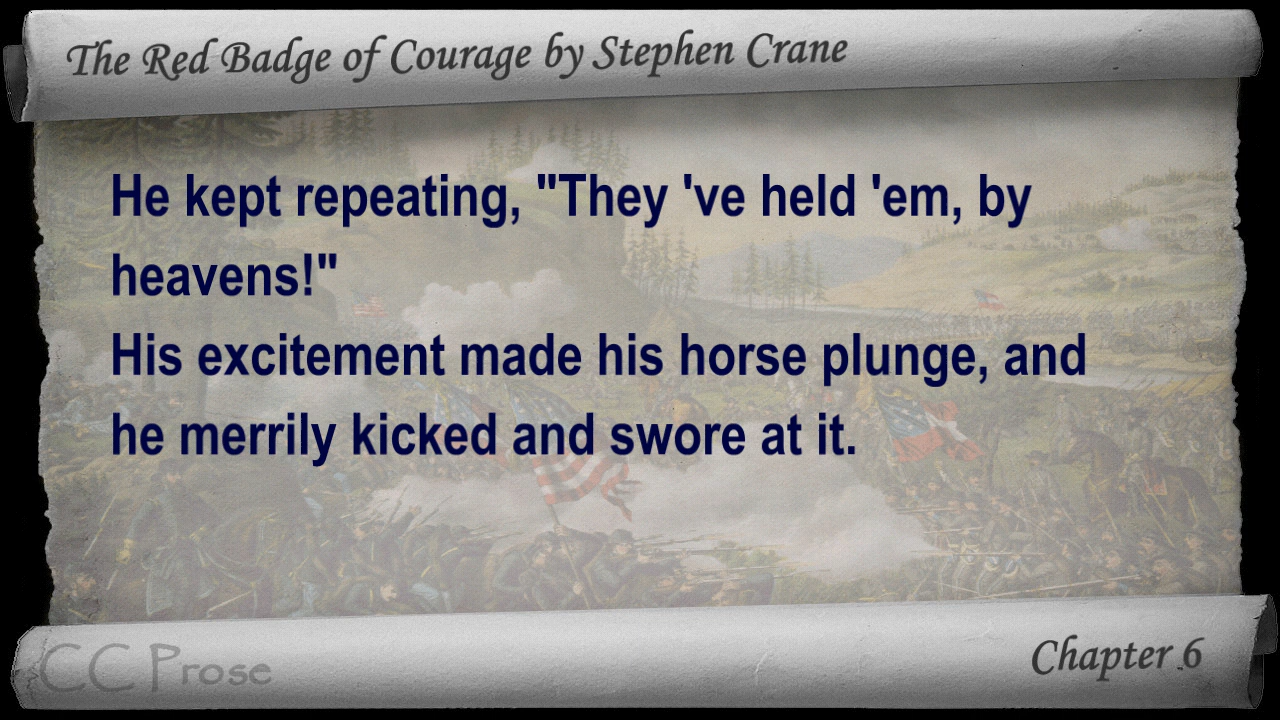 The Red Badge of Courage by Stephen Crane
He kept repeating, "They 've held 'em, by
heavens!"
His excitement made his horse plunge, and
he merrily kicked and swore at it.
CC Prose
Chapter 6